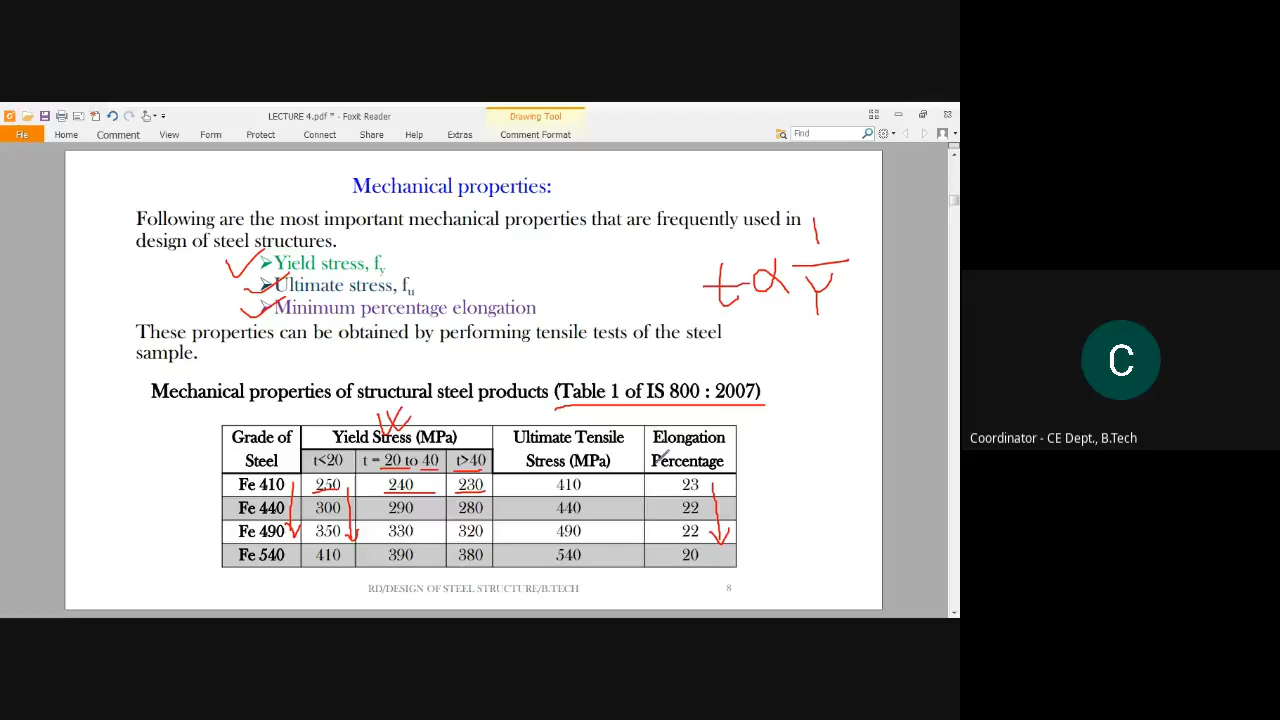 LECTURE 4.pdf * - Foxit Reader
Drawing Tool
File Home Comment View Form Protect Connect Share Help Extras Comment Format Find
Mechanical properties:
Following are the most important mechanical properties that are frequently used in
design of steel structures.
➢Yield stress, fy
➢Ultimate stress, fu
➢Minimum percentage elongation
These properties can be obtained by performing tensile tests of the steel
sample.
t ∝ 1/Y
Mechanical properties of structural steel products (Table 1 of IS 800 : 2007)
Grade of Steel Yield Stress (MPa) Ultimate Tensile Stress (MPa) Elongation Percentage
t<20 t = 20 to 40 t>40
Fe 410 250 240 230 410 23
Fe 440 300 290 280 440 22
Fe 490 350 330 320 490 22
Fe 540 410 390 380 540 20
RD/DESIGN OF STEEL STRUCTURE/B.TECH 8
C
Coordinator - CE Dept., B.Tech